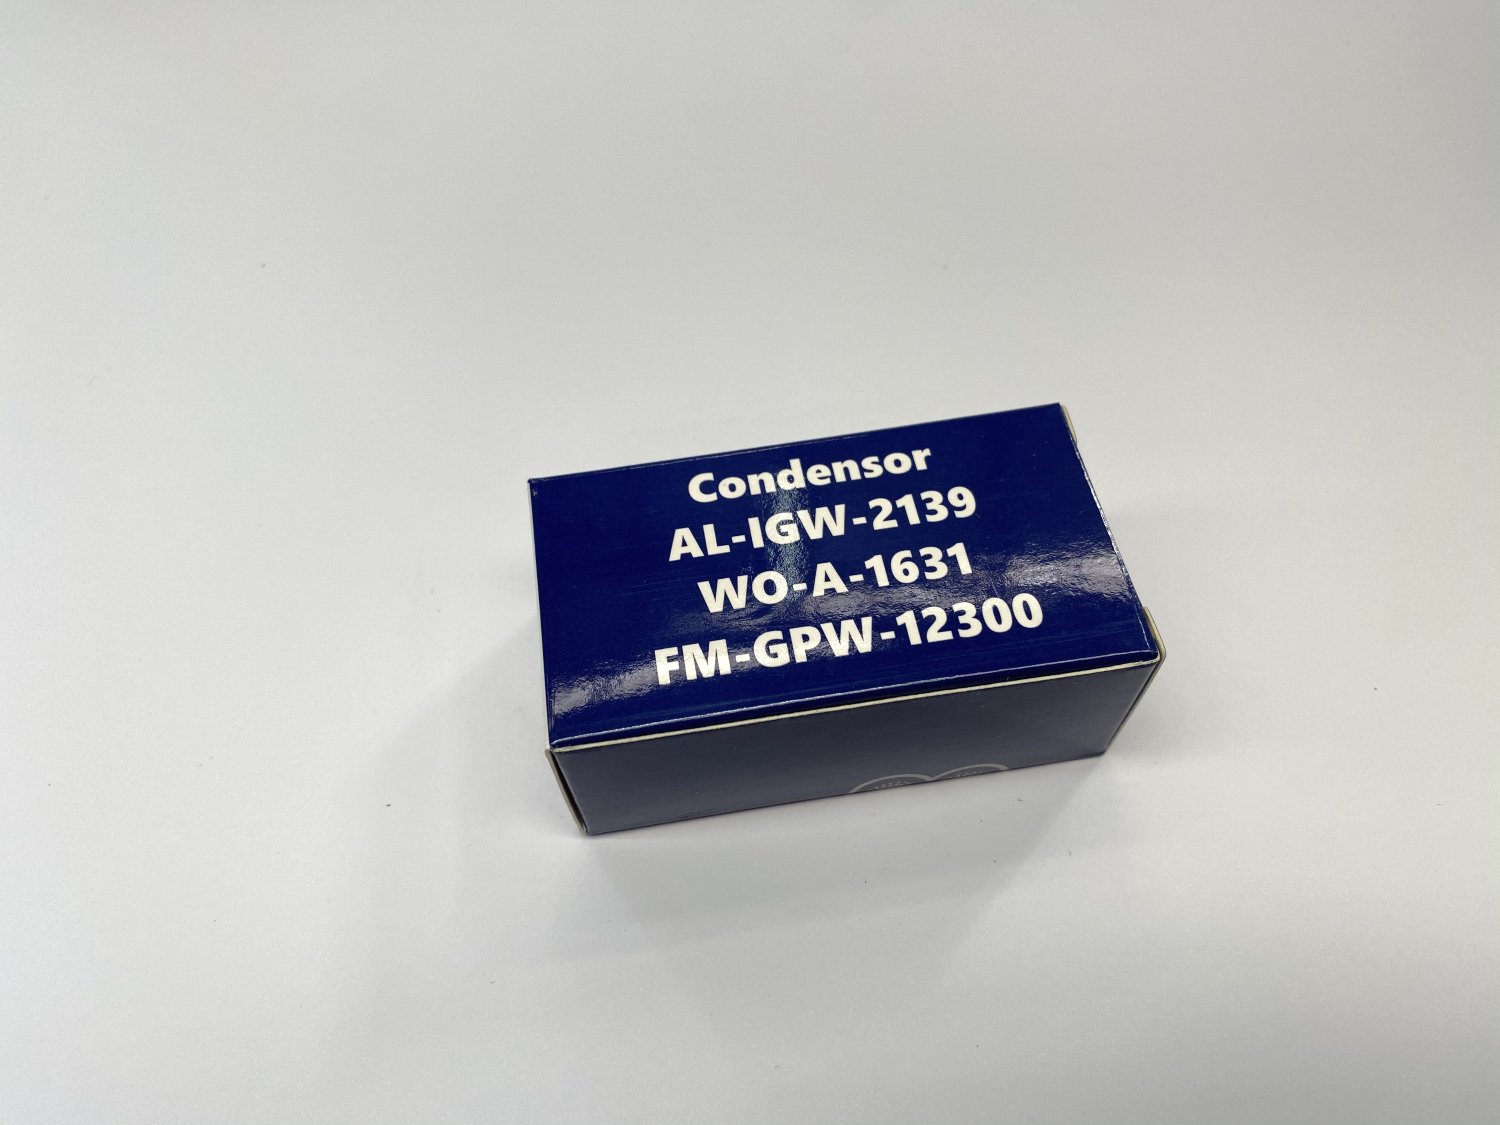 Condensor
AL-IGW-2139
WO-A-1631
FM-GPW-12300